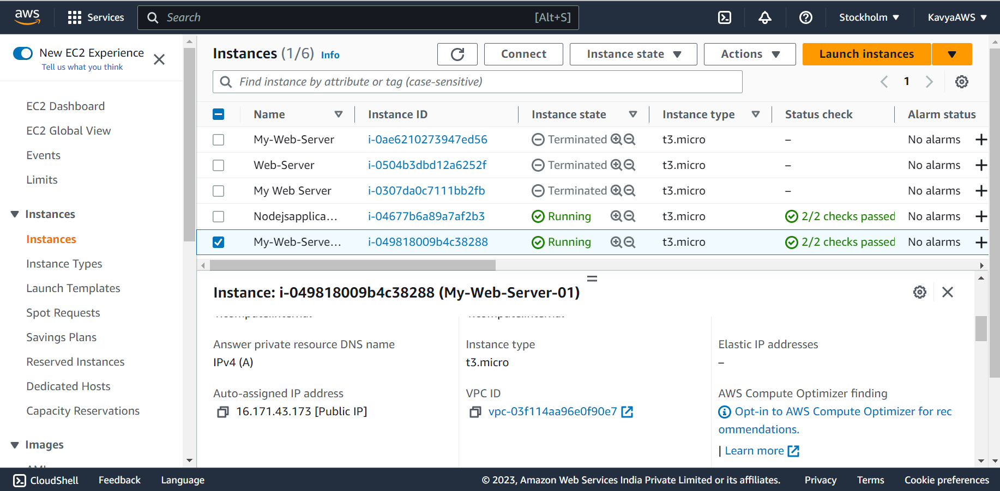 aws Services Search [Alt+S] Stockholm KavyaAWS
New EC2 Experience
Tell us what you think
EC2 Dashboard
EC2 Global View
Events
Limits
Instances
Instances
Instance Types
Launch Templates
Spot Requests
Savings Plans
Reserved Instances
Dedicated Hosts
Capacity Reservations
Images
Instances (1/6) Info Connect Instance state Actions Launch instances
Find instance by attribute or tag (case-sensitive) 1
Name Instance ID Instance state Instance type Status check Alarm status
My-Web-Server i-0ae6210273947ed56 Terminated t3.micro – No alarms +
Web-Server i-0504b3dbd12a6252f Terminated t3.micro – No alarms +
My Web Server i-0307da0c7111bb2fb Terminated t3.micro – No alarms +
Nodejsapplica... i-04677b6a89a7af2b3 Running t3.micro 2/2 checks passed No alarms +
My-Web-Serve... i-049818009b4c38288 Running t3.micro 2/2 checks passed No alarms +
Instance: i-049818009b4c38288 (My-Web-Server-01)
Answer private resource DNS name
IPv4 (A)
Instance type
t3.micro
Elastic IP addresses
–
Auto-assigned IP address
16.171.43.173 [Public IP]
VPC ID
vpc-03f114aa96e0f90e7
AWS Compute Optimizer finding
Opt-in to AWS Compute Optimizer for rec
ommendations.
| Learn more
CloudShell Feedback Language © 2023, Amazon Web Services India Private Limited or its affiliates. Privacy Terms Cookie preferences